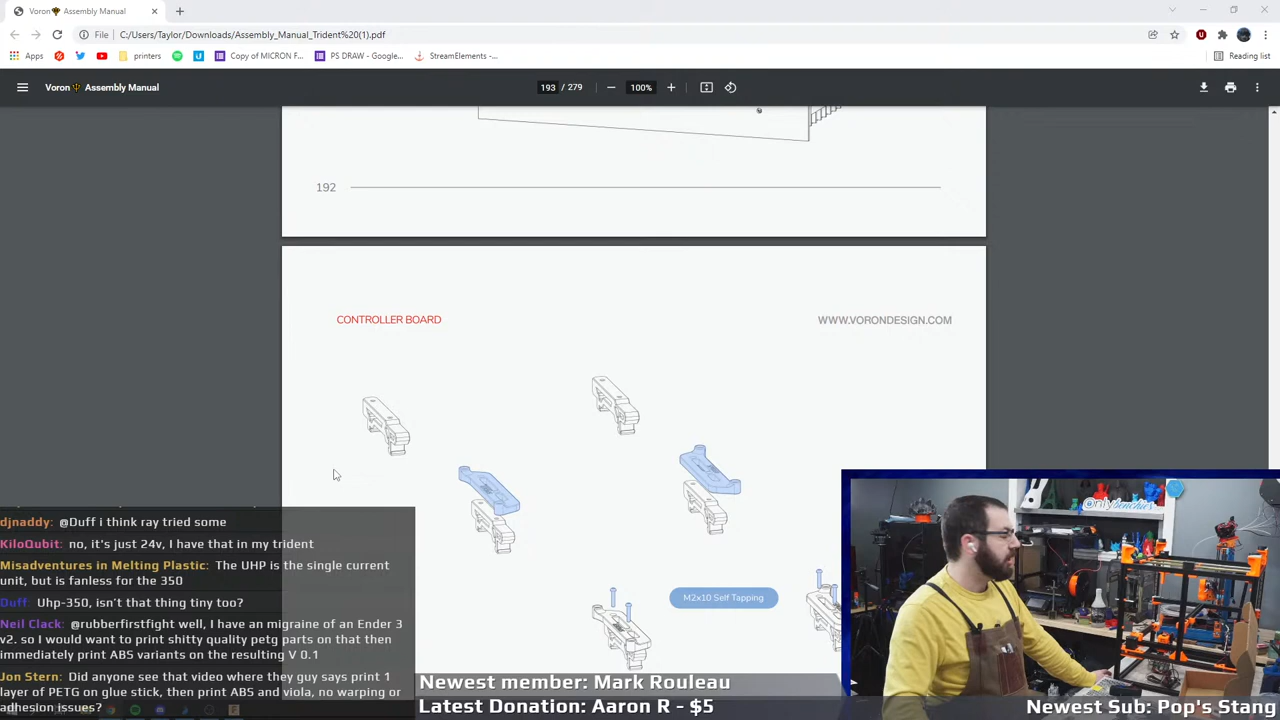 Voron Assembly Manual
File
C:/Users/Taylor/Downloads/Assembly_Manual_Trident%20(1).pdf
Apps
printers
Copy of MICRON F...
PS DRAW - Google...
StreamElements -...
Reading list
Voron Assembly Manual
193 / 279
100%
192
CONTROLLER BOARD
WWW.VORONDESIGN.COM
M2x10 Self Tapping
Onlybenchies
djnaddy: @Duff i think ray tried some
KiloQubit: no, it's just 24v, I have that in my trident
Misadventures in Melting Plastic: The UHP is the single current
unit, but is fanless for the 350
Duff: Uhp-350, isn't that thing tiny too?
Neil Clack: @rubberfirstfight well, I have an migraine of an Ender 3
v2. so I would want to print shitty quality petg parts on that then
immediately print ABS variants on the resulting V 0.1
Jon Stern: Did anyone see that video where they guy says print 1
layer of PETG on glue stick, then print ABS and viola, no warping or
adhesion issues?
Newest member: Mark Rouleau
Latest Donation: Aaron R - $5
Newest Sub: Pop's Stang